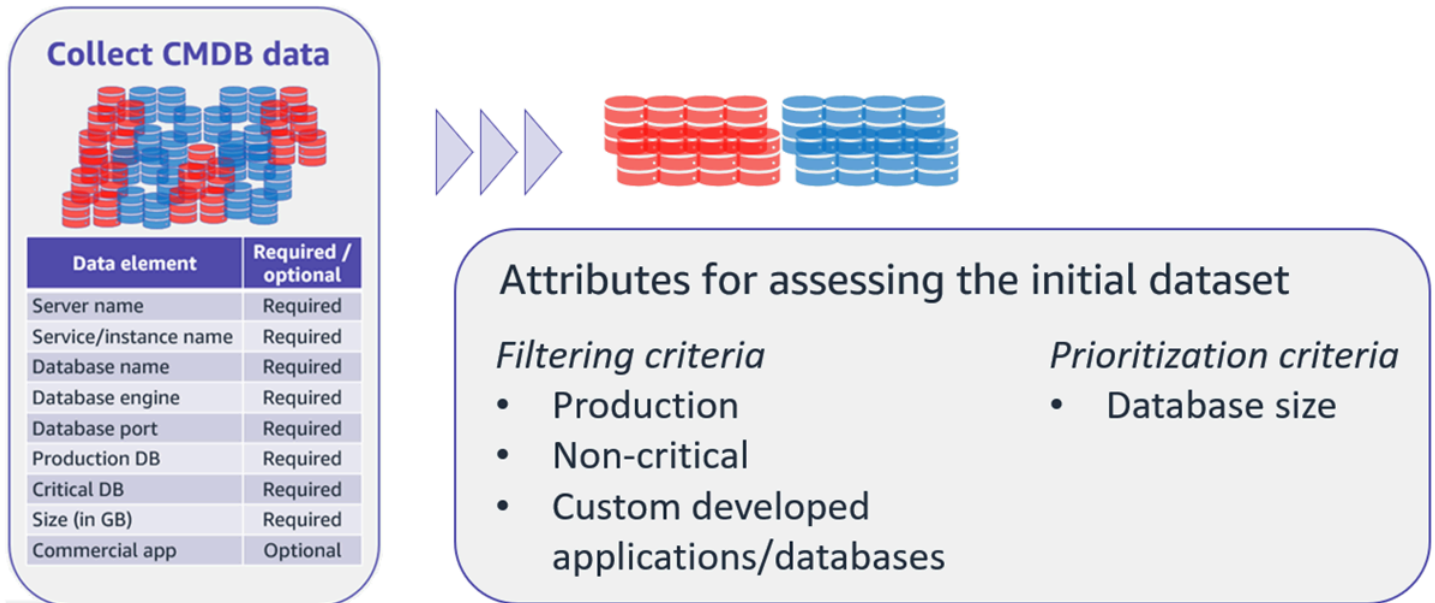 Collect CMDB data
Data element Required / optional
Server name Required
Service/instance name Required
Database name Required
Database engine Required
Database port Required
Production DB Required
Critical DB Required
Size (in GB) Required
Commercial app Optional
Attributes for assessing the initial dataset
Filtering criteria
• Production
• Non-critical
• Custom developed
applications/databases
Prioritization criteria
• Database size